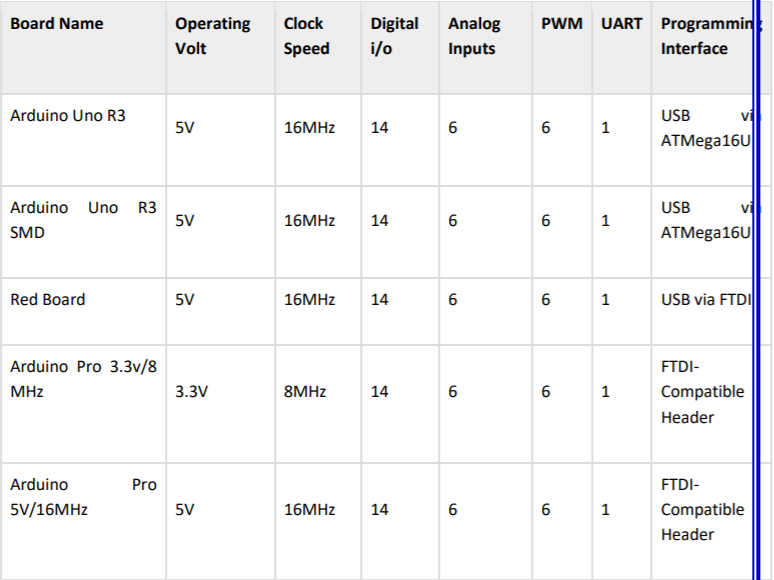 Board Name Operating Volt Clock Speed Digital i/o Analog Inputs PWM UART Programming Interface
Arduino Uno R3 5V 16MHz 14 6 6 1 USB via ATMega16U
Arduino Uno R3 SMD 5V 16MHz 14 6 6 1 USB via ATMega16U
Red Board 5V 16MHz 14 6 6 1 USB via FTDI
Arduino Pro 3.3v/8 MHz 3.3V 8MHz 14 6 6 1 FTDI-Compatible Header
Arduino Pro 5V/16MHz 5V 16MHz 14 6 6 1 FTDI-Compatible Header